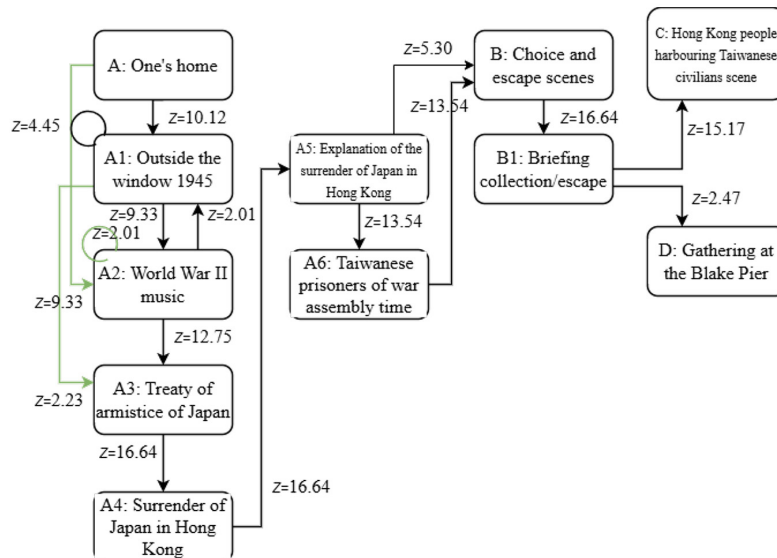 A: One's home
Z=10.12
Z=4.45
A1: Outside the
window 1945
Z=9.33
Z=2.01
Z=2.01
A2: World War II
music
Z=9.33
Z=12.75
A3: Treaty of
armistice of Japan
Z=2.23
Z=16.64
A4: Surrender of
Japan in Hong
Kong
Z=16.64
A5: Explanation of the
surrender of Japan in
Hong Kong
Z=5.30
Z=13.54
Z=13.54
A6: Taiwanese
prisoners of war
assembly time
B: Choice and
escape scenes
Z=16.64
B1: Briefing
collection/escape
Z=15.17
Z=2.47
C: Hong Kong people
harbouring Taiwanese
civilians scene
D: Gathering at
the Blake Pier